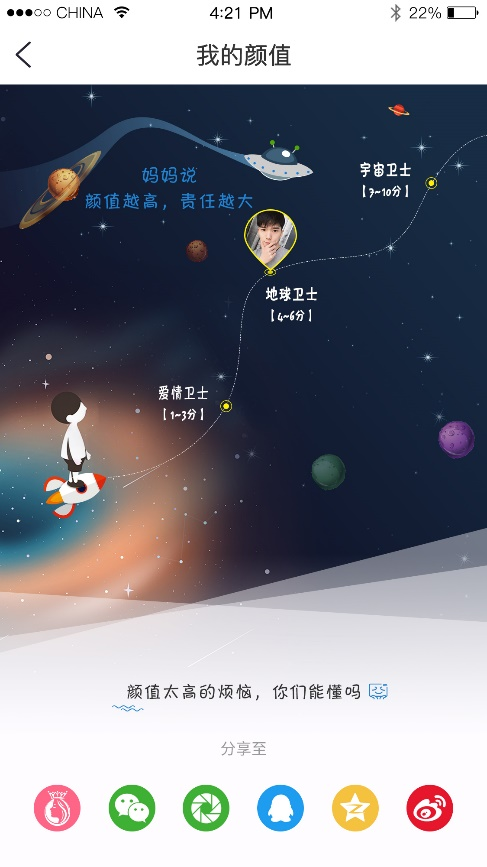 CHINA
4:21 PM
22%
我的颜值
妈妈说
颜值越高，责任越大
宇宙卫士
【7~10分】
地球卫士
【4~6分】
爱情卫士
【1~3分】
颜值太高的烦恼，你们能懂吗
分享至